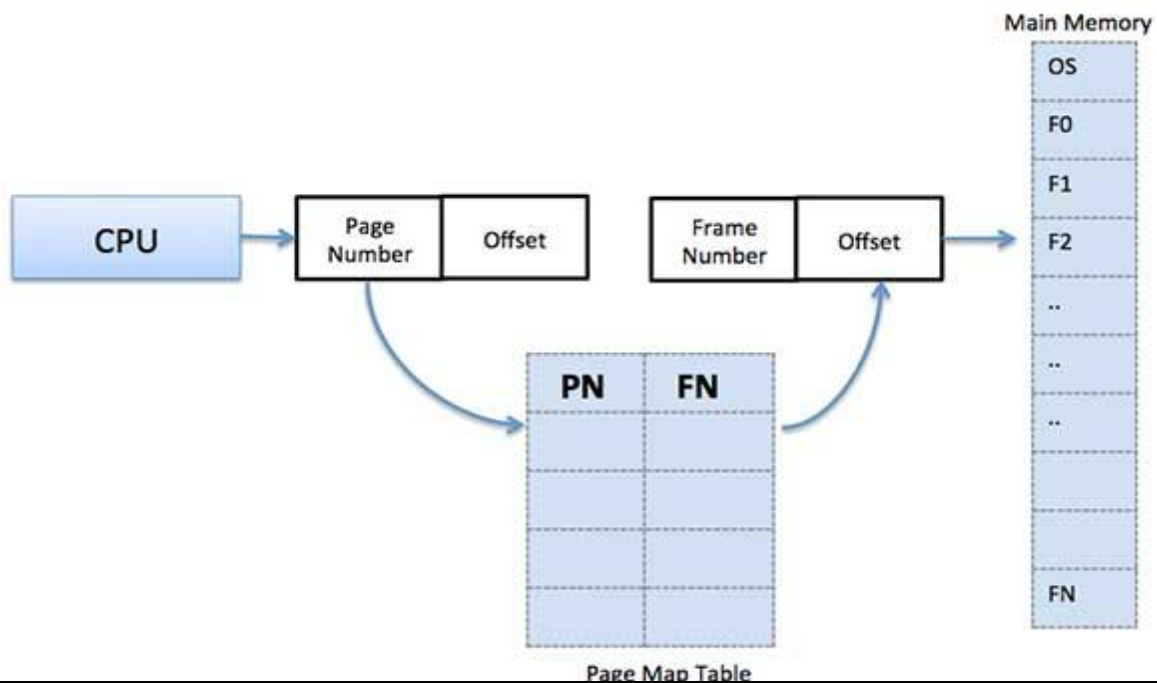 Main Memory
OS
F0
F1
F2
..
..
..
FN
CPU
Page
Number
Offset
Frame
Number
Offset
PN FN
Page Map Table